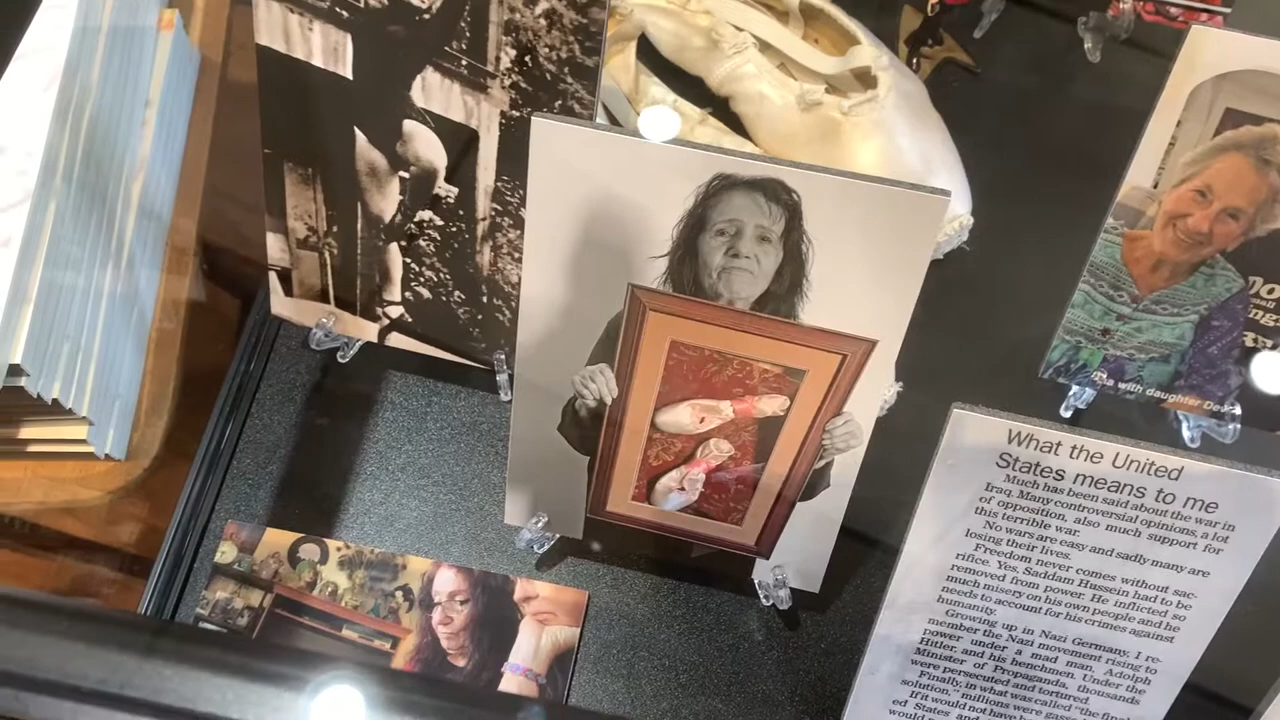 with daughter
What the United
States means to me
Much has been said about the war in
Iraq. Many controversial opinions, a lot
of opposition, also much support for
this terrible war.
No wars are easy and sadly many are
losing their lives.
Freedom never comes without sac-
rifice. Yes, Saddam Hussein had to be
removed from power. He inflicted so
much misery on his own people and he
needs to account for his crimes against
humanity.
Growing up in Nazi Germany, I re-
member the Nazi movement rising to
power under a mad man, Adolph
Hitler, and his henchmen. Under the
Minister of Propaganda, thousands
were persecuted and tortured.
Finally, in what was called "the fin
solution," millions were gass
If it would not have b
ed States and
would